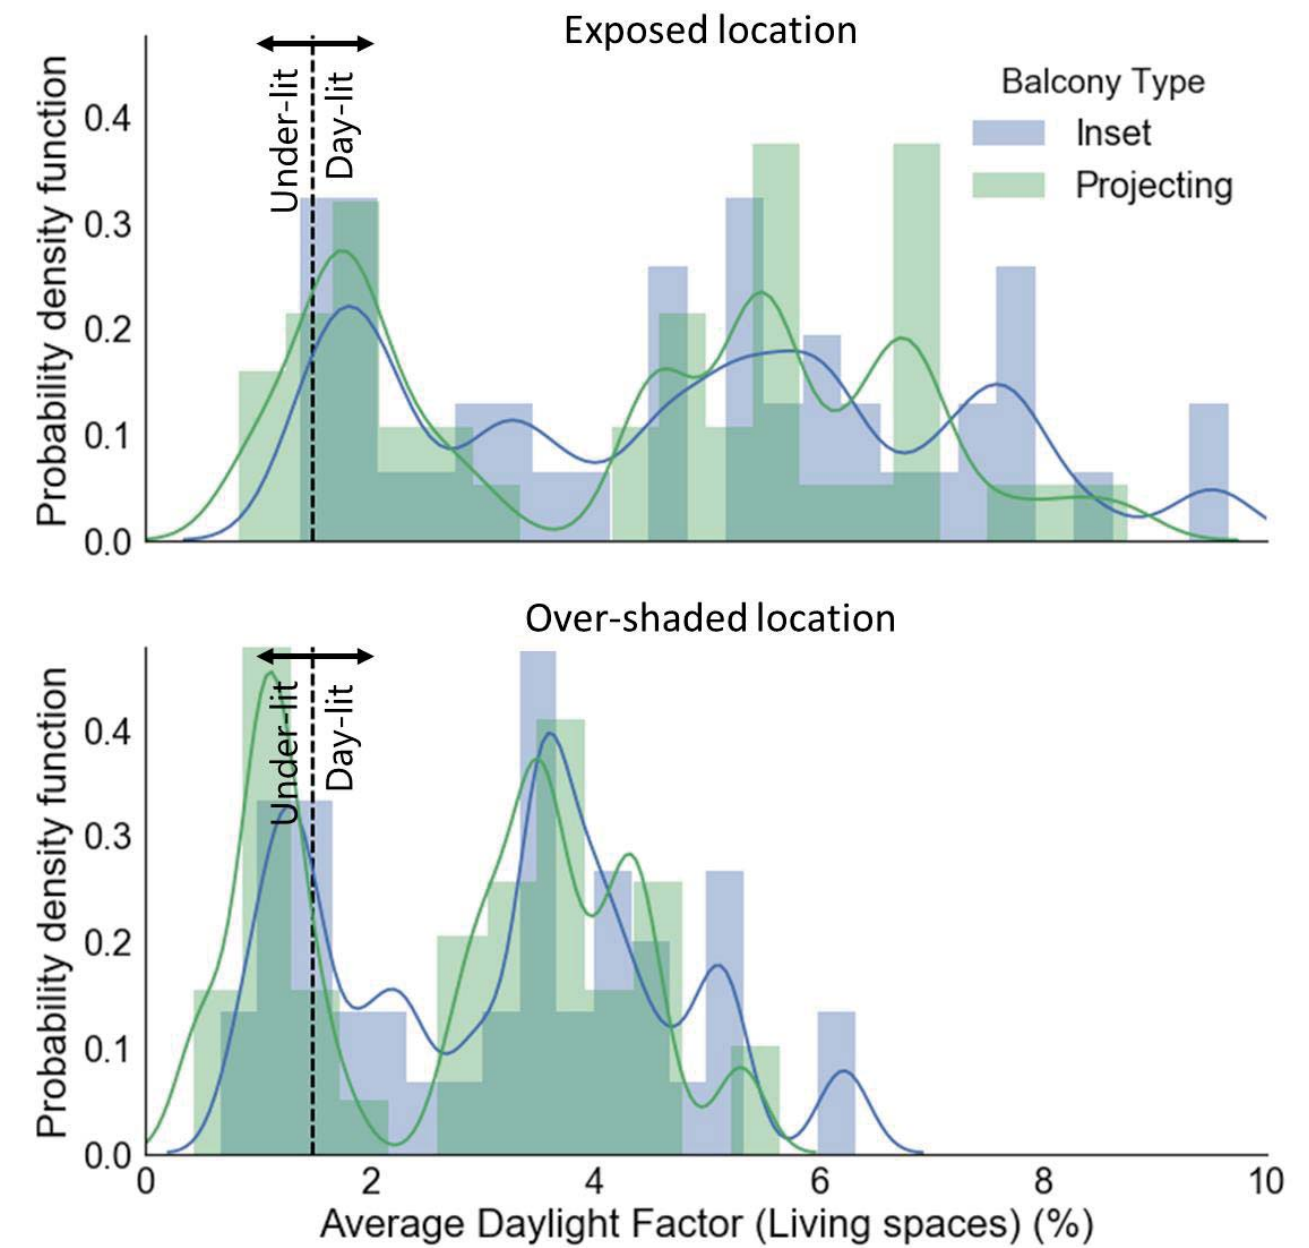 Exposed location
Probability density function
0.4
0.3
0.2
0.1
0.0
Under-lit
Day-lit
Balcony Type
Inset
Projecting
Over-shaded location
Probability density function
0.4
0.3
0.2
0.1
0.0
Under-lit
Day-lit
0 2 4 6 8 10
Average Daylight Factor (Living spaces) (%)